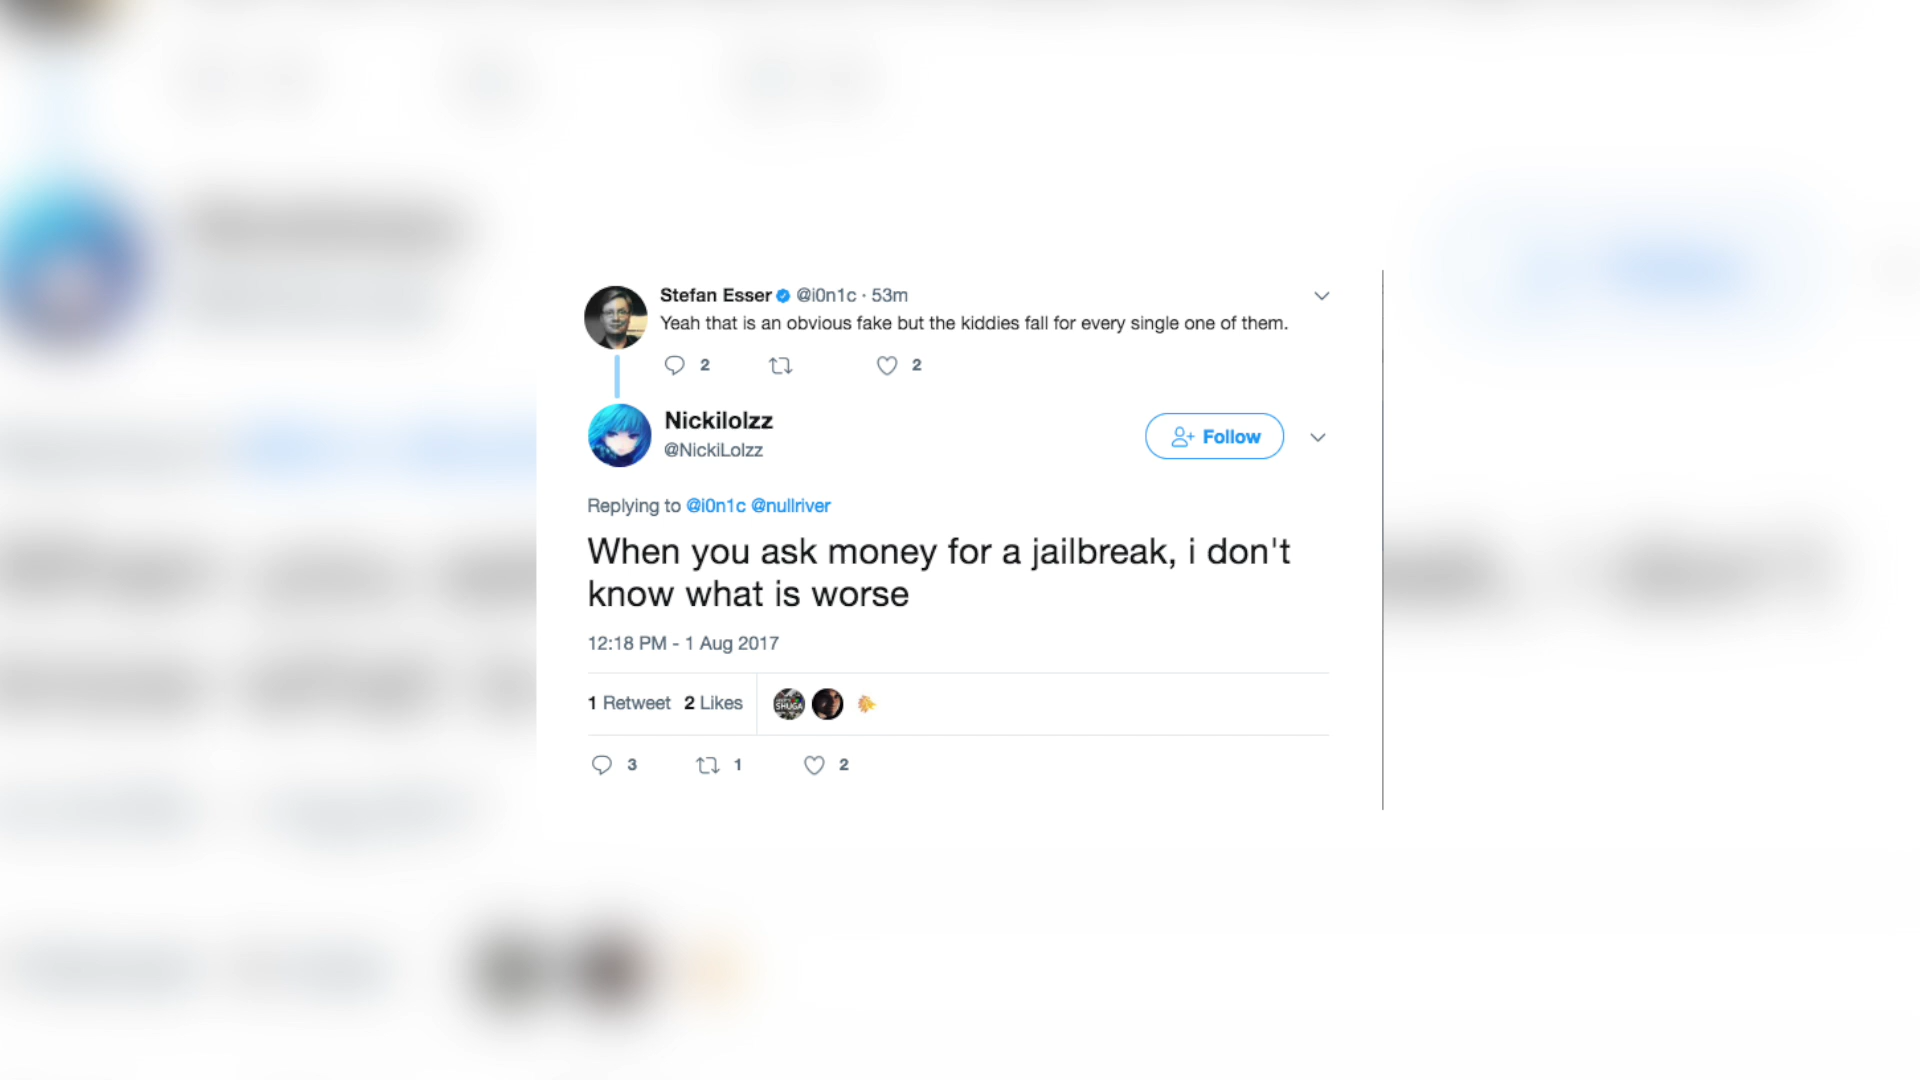 Stefan Esser @i0n1c · 53m
Yeah that is an obvious fake but the kiddies fall for every single one of them.
2 2
Nickilolzz
Follow
@NickiLolzz
Replying to @i0n1c @nullriver
When you ask money for a jailbreak, i don't
know what is worse
12:18 PM - 1 Aug 2017
1 Retweet 2 Likes
SHUGA
3 1 2